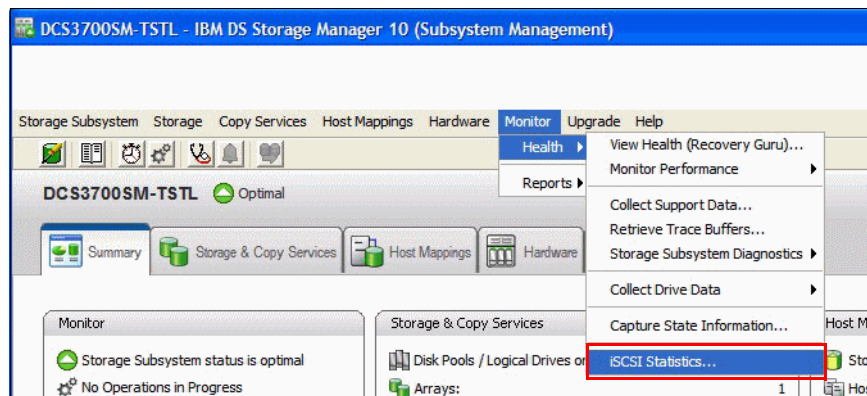 DCS3700SM-TSTL - IBM DS Storage Manager 10 (Subsystem Management)
Storage Subsystem Storage Copy Services Host Mappings Hardware Monitor Upgrade Help
Health
Reports
View Health (Recovery Guru)...
Monitor Performance
Collect Support Data...
Retrieve Trace Buffers...
Storage Subsystem Diagnostics
Collect Drive Data
Capture State Information...
iSCSI Statistics...
DCS3700SM-TSTL Optimal
Summary Storage & Copy Services Host Mappings Hardware
Monitor
Storage Subsystem status is optimal
No Operations in Progress
Storage & Copy Services
Disk Pools / Logical Drives or
Arrays: 1
Host M
Sto
Hos